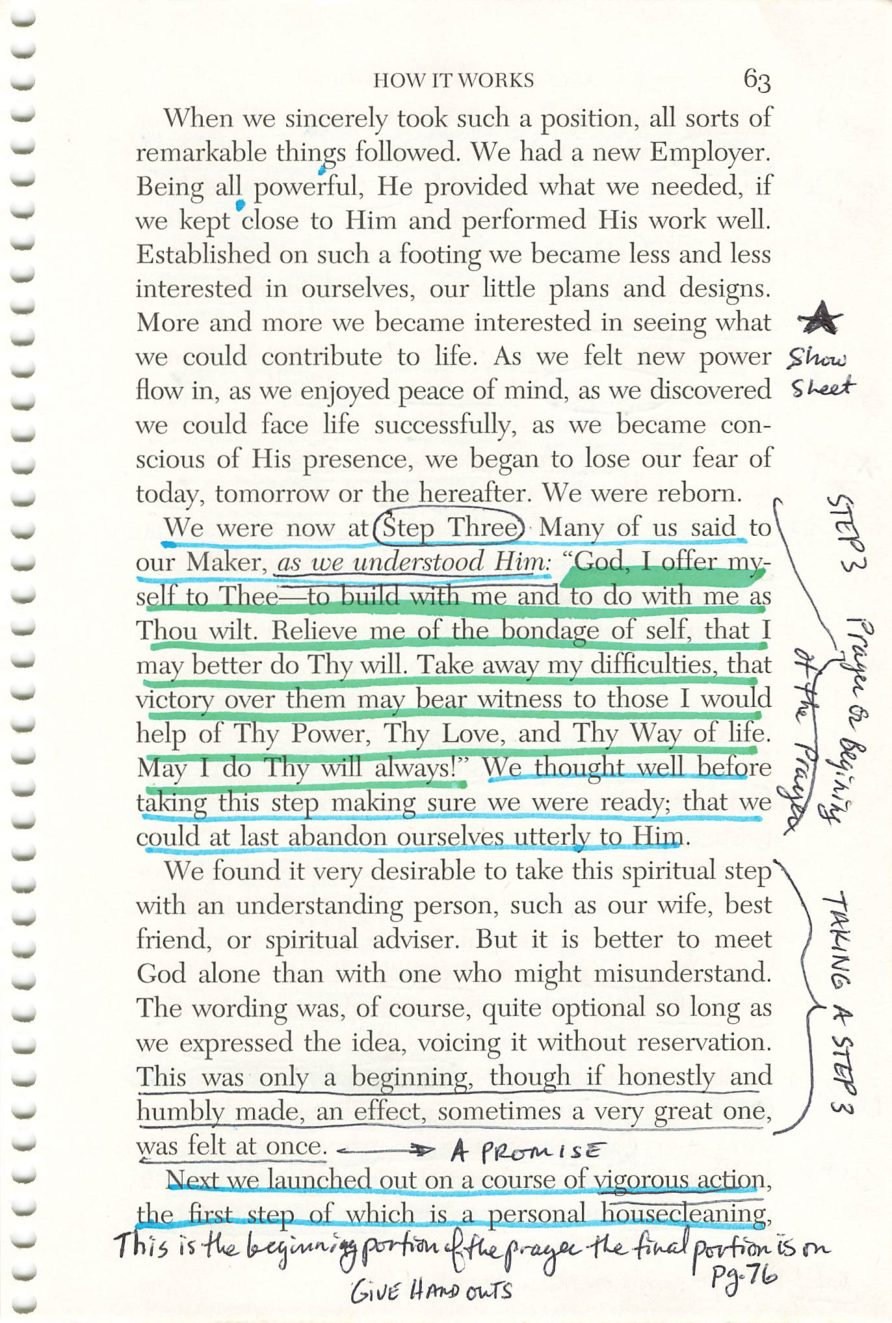 HOW IT WORKS 63
When we sincerely took such a position, all sorts of
remarkable things followed. We had a new Employer.
Being all powerful, He provided what we needed, if
we kept close to Him and performed His work well.
Established on such a footing we became less and less
interested in ourselves, our little plans and designs.
More and more we became interested in seeing what
we could contribute to life. As we felt new power
flow in, as we enjoyed peace of mind, as we discovered
we could face life successfully, as we became con-
scious of His presence, we began to lose our fear of
today, tomorrow or the hereafter. We were reborn.
Show
Sheet
We were now at Step Three. Many of us said to
our Maker, as we understood Him: “God, I offer my-
self to Thee—to build with me and to do with me as
Thou wilt. Relieve me of the bondage of self, that I
may better do Thy will. Take away my difficulties, that
victory over them may bear witness to those I would
help of Thy Power, Thy Love, and Thy Way of life.
May I do Thy will always!” We thought well before
taking this step making sure we were ready; that we
could at last abandon ourselves utterly to Him.
STEP 3
Prayer or Begining
of the Prayer
We found it very desirable to take this spiritual step
with an understanding person, such as our wife, best
friend, or spiritual adviser. But it is better to meet
God alone than with one who might misunderstand.
The wording was, of course, quite optional so long as
we expressed the idea, voicing it without reservation.
This was only a beginning, though if honestly and
humbly made, an effect, sometimes a very great one,
was felt at once. A PROMISE
TAKING A STEP 3
Next we launched out on a course of vigorous action,
the first step of which is a personal housecleaning,
This is the beginning portion of the prayer the final portion is on
Pg. 76
GIVE HAND OUTS